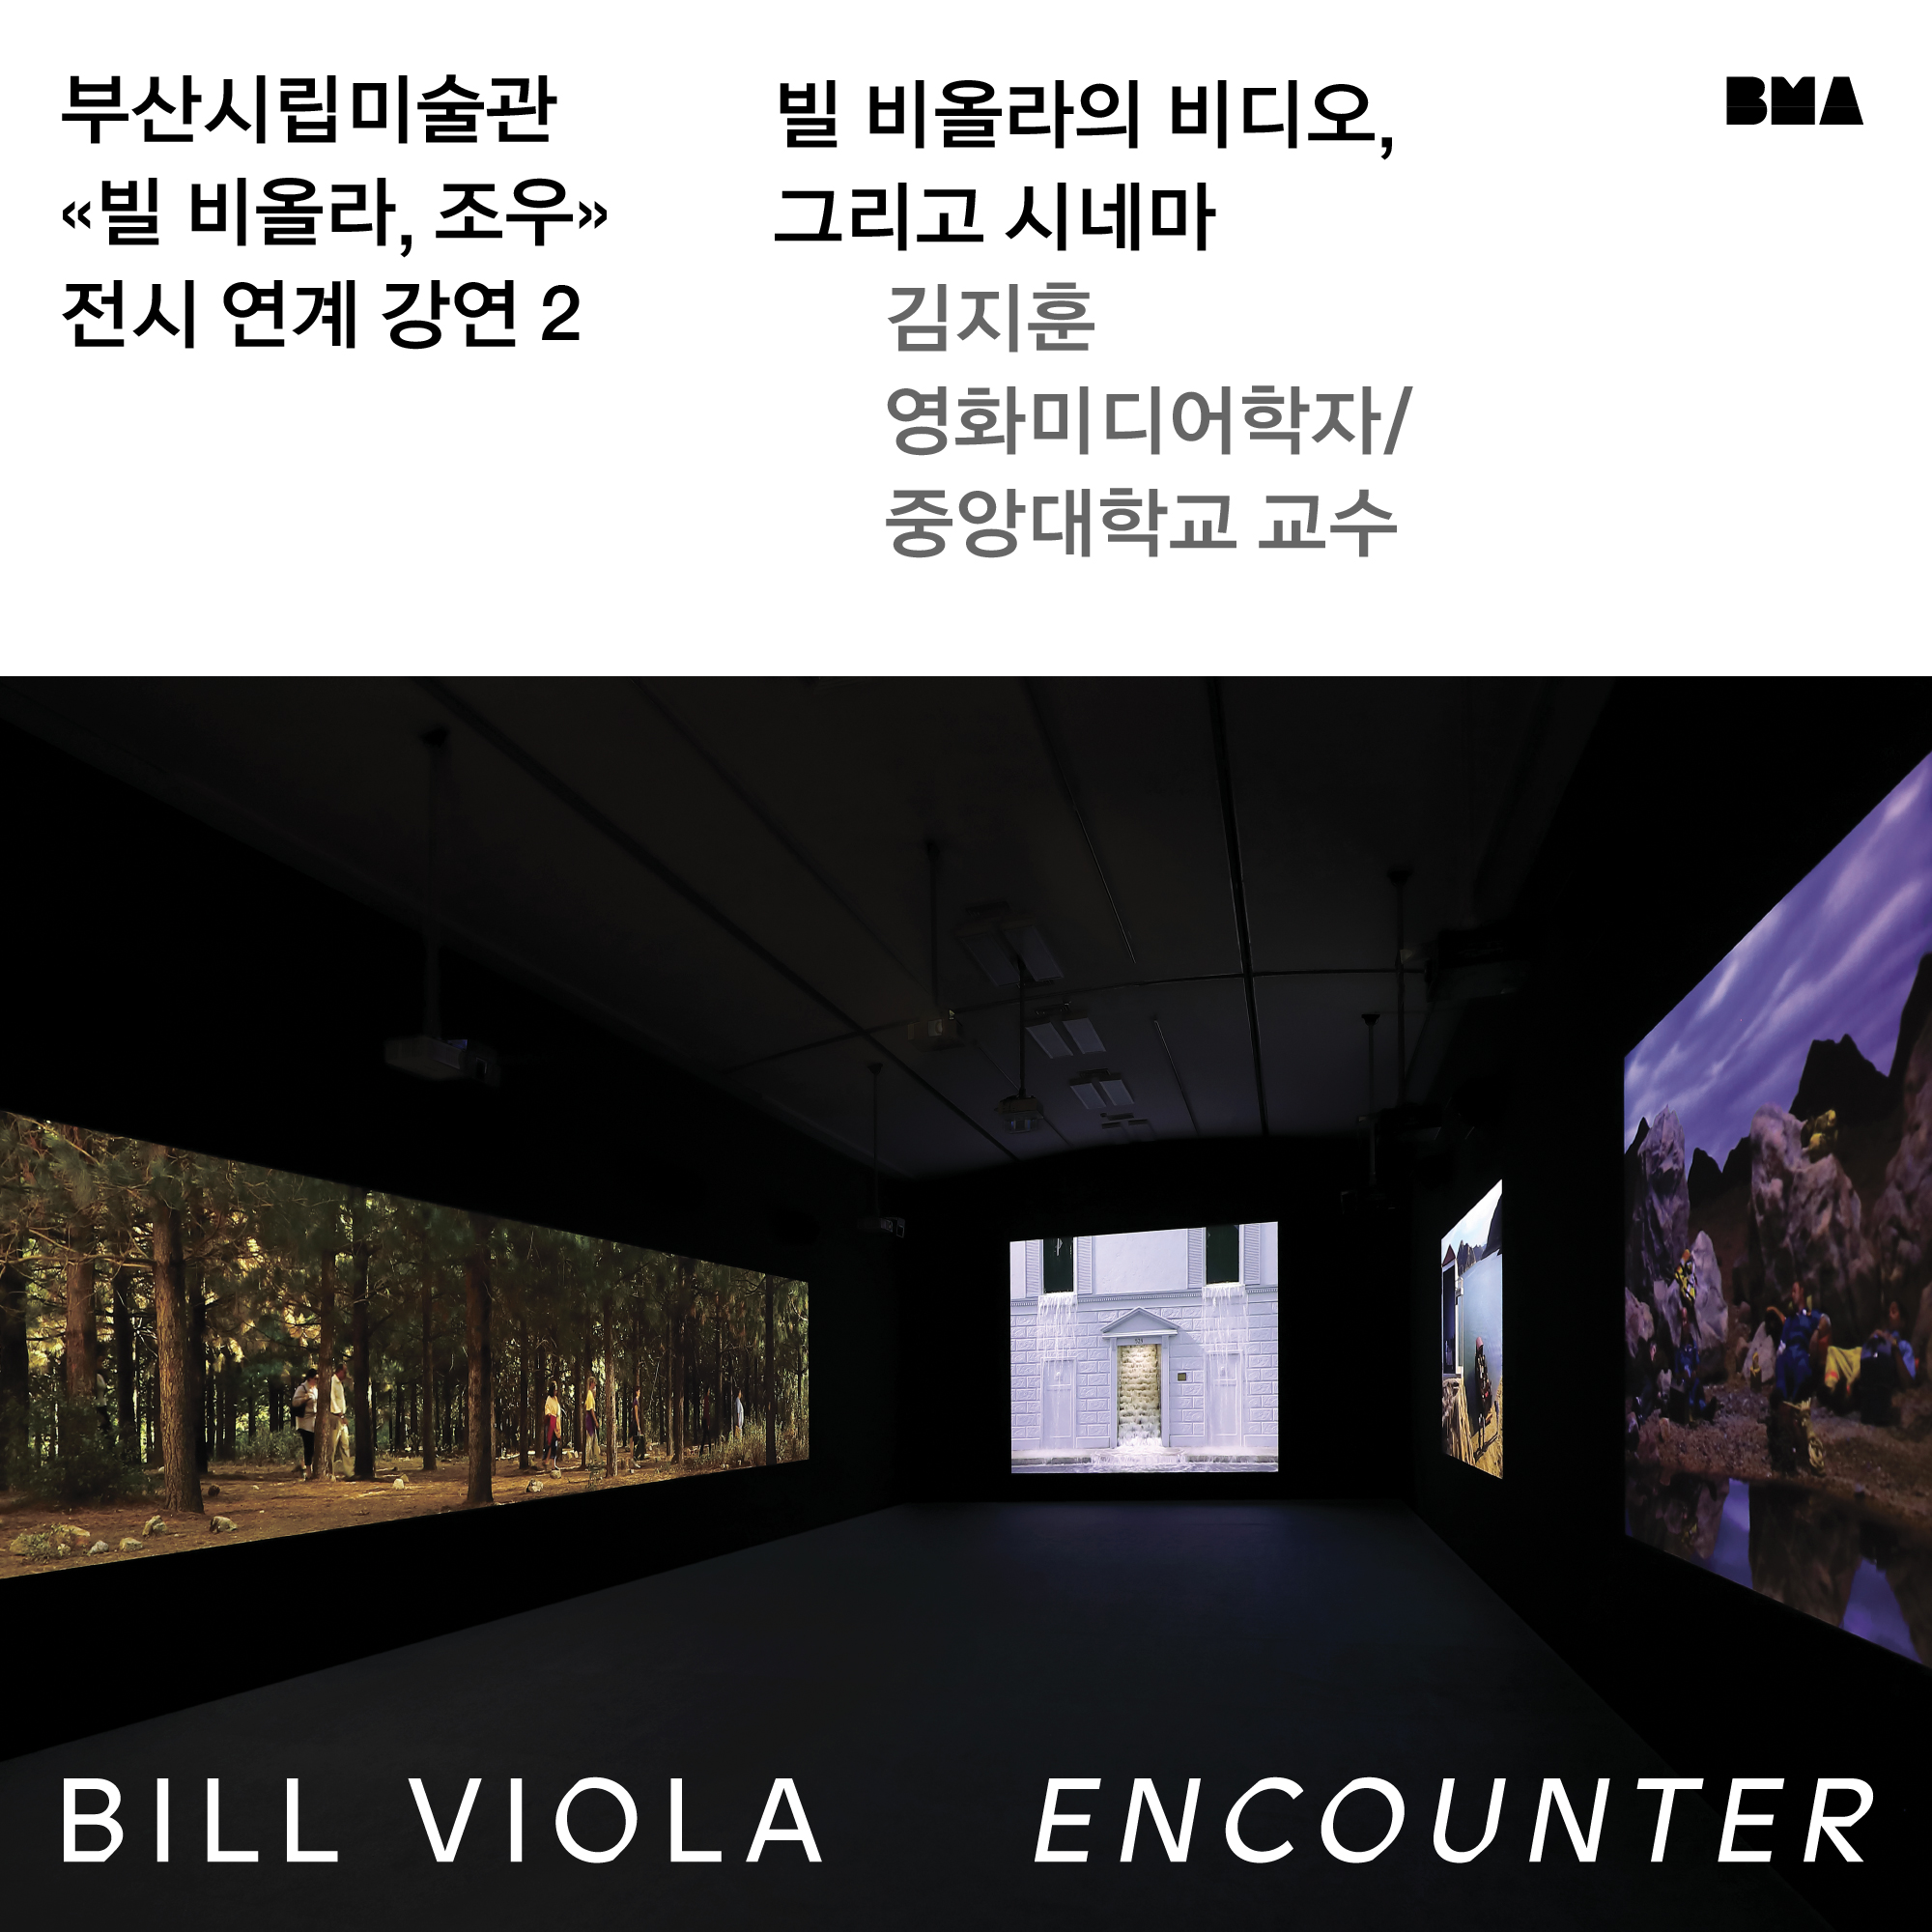 부산시립미술관
«빌 비올라, 조우»
전시 연계 강연 2
빌 비올라의 비디오,
그리고 시네마
김지훈
영화미디어학자/
중앙대학교 교수
BMA
BILL VIOLA ENCOUNTER